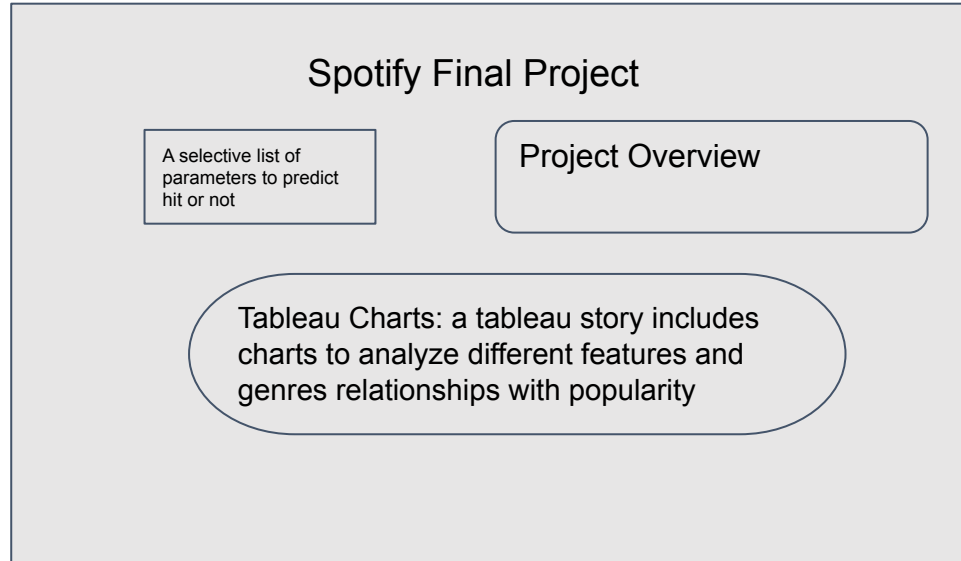 Spotify Final Project
A selective list of
parameters to predict
hit or not
Project Overview
Tableau Charts: a tableau story includes
charts to analyze different features and
genres relationships with popularity